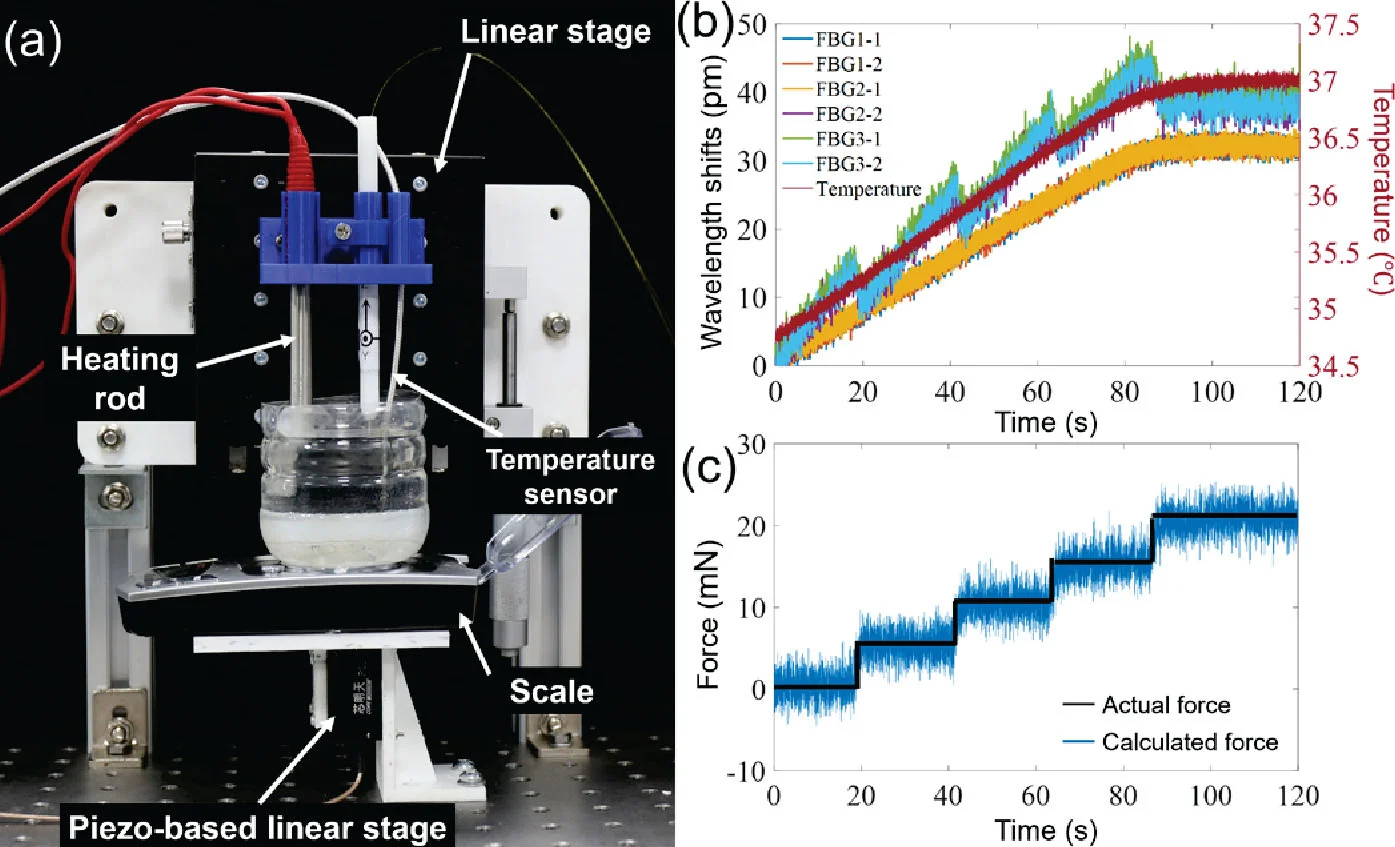 (a)
Linear stage
Heating
rod
Temperature
sensor
Scale
Piezo-based linear stage
Y
(b)
50
40
30
20
10
0
Wavelength shifts (pm)
FBG1-1
FBG1-2
FBG2-1
FBG2-2
FBG3-1
FBG3-2
Temperature
37.5
37
36.5
36
35.5
35
34.5
Temperature (℃)
0 20 40 60 80 100 120
Time (s)
(c)
30
20
10
0
-10
Force (mN)
Actual force
Calculated force
0 20 40 60 80 100 120
Time (s)